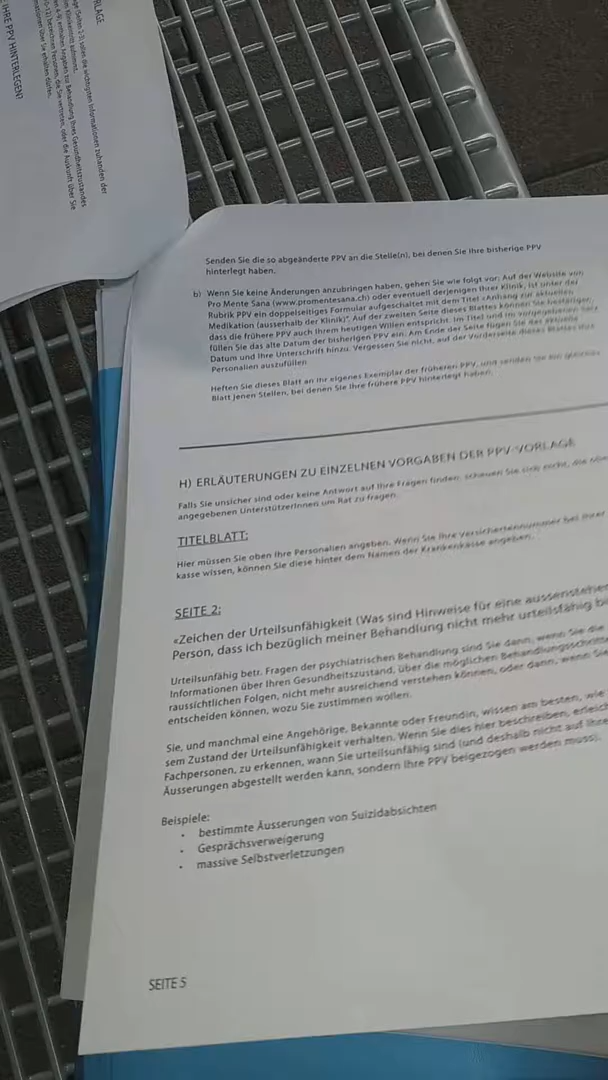 RLAGE
IHRE PPV HINTERLEGEN?
Senden Sie die so abgeänderte PPV an die Stelle(n), bei denen Sie Ihre bisherige PPV
hinterlegt haben.
b) Wenn Sie keine Änderungen anzubringen haben, gehen Sie wie folgt vor: Auf der Website von
Pro Mente Sana (www.promentesana.ch) oder eventuell derjenigen Ihrer Klinik, ist unter der
Rubrik PPV ein doppelseitiges Formular aufgeschaltet mit dem Titel «Anhang zur aktuellen
Medikation (ausserhalb der Klinik)". Auf der zweiten Seite dieses Blattes können Sie bestätigen,
dass die frühere PPV auch Ihrem heutigen Willen entspricht. Im Titel und im vorgegebenen
füllen Sie das alte Datum der bisherigen PPV ein. Am Ende der Seite fügen Sie das aktuelle
Datum und Ihre Unterschrift hinzu. Vergessen Sie nicht, auf der Vorderseite dieses Blattes Ihre
Personalien auszufüllen
Heften Sie dieses Blatt an Ihr eigenes Exemplar der früheren PPV, und senden Sie ein
Blatt jenen Stellen, bei denen Sie Ihre frühere PPV hinterlegt haben.
H) ERLÄUTERUNGEN ZU EINZELNEN VORGABEN DER PPV-VORLAGE
Falls Sie unsicher sind oder keine Antwort auf Ihre Fragen finden, scheuen Sie sich nicht, die
angegebenen UnterstützerInnen um Rat zu fragen.
TITELBLATT:
Hier müssen Sie oben Ihre Personalien angeben. Wenn Sie Ihre Versichertennummer bei Ihrer
kasse wissen, können Sie diese hinter dem Namen der Krankenkasse angeben.
SEITE 2:
«Zeichen der Urteilsunfähigkeit (Was sind Hinweise für eine aussenstehen
Person, dass ich bezüglich meiner Behandlung nicht mehr urteilsfähig bi
Urteilsunfähig betr. Fragen der psychiatrischen Behandlung sind Sie dann, wenn Sie die
Informationen über Ihren Gesundheitszustand, über die möglichen Behandlungsschritte
raussichtlichen Folgen, nicht mehr ausreichend verstehen können, oder dann, wenn Sie
entscheiden können, wozu Sie zustimmen wollen.
Sie, und manchmal eine Angehörige, Bekannte oder Freundin, wissen am besten, wie
sem Zustand der Urteilsunfähigkeit verhalten. Wenn Sie dies hier beschreiben, erleich
Fachpersonen, zu erkennen, wann Sie urteilsunfähig sind (und deshalb nicht auf Ihre
Äusserungen abgestellt werden kann, sondern Ihre PPV beigezogen werden muss).
Beispiele:
• bestimmte Äusserungen von Suizidabsichten
• Gesprächsverweigerung
• massive Selbstverletzungen
SEITE 5